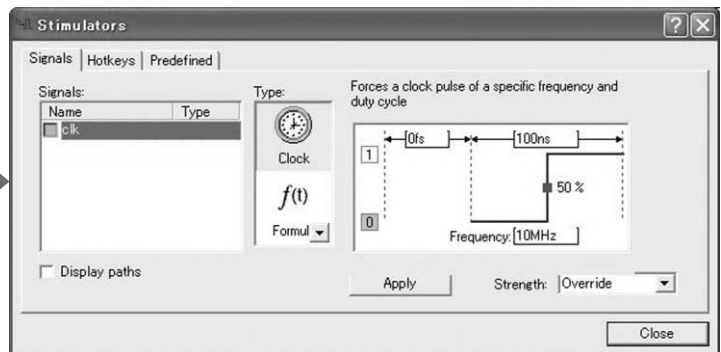 Stimulators
Signals Hotkeys Predefined
Signals:
Name Type
clk
Display paths
Type:
Clock
f(t)
Formul
Forces a clock pulse of a specific frequency and
duty cycle
0fs 100ns
1
50 %
0
Frequency: 10MHz
Apply Strength: Override
Close